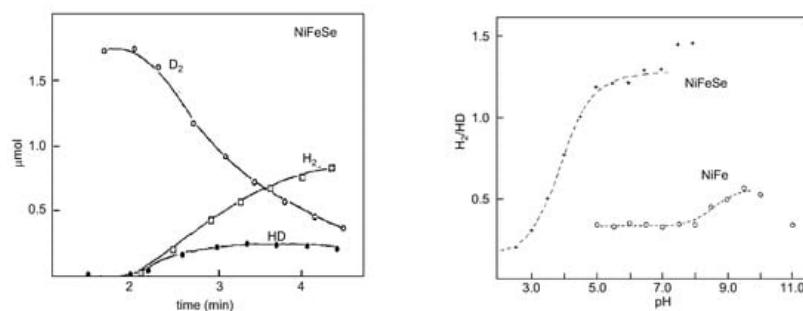 NiFeSe
D₂
H₂
HD
μmol
1.5
1.0
0.5
2
3
4
time (min)
NiFeSe
NiFe
H₂/HD
1.5
1.0
0.5
3.0
5.0
7.0
9.0
11.0
pH